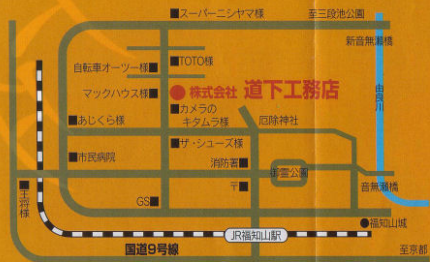 ■スーパーニシヤマ様
至三段池公園
新音無瀬橋
自転車オーツー様■
■TOTO様
由良川
マックハウス様■
株式会社 道下工務店
■カメラの
キタムラ様
■あじくら様
厄除神社
■ザ・シューズ様
■市民病院
消防署■
御霊公園
〒■
音無瀬橋
■王将様
GS■
●福知山城
JR福知山駅
国道9号線
至京都